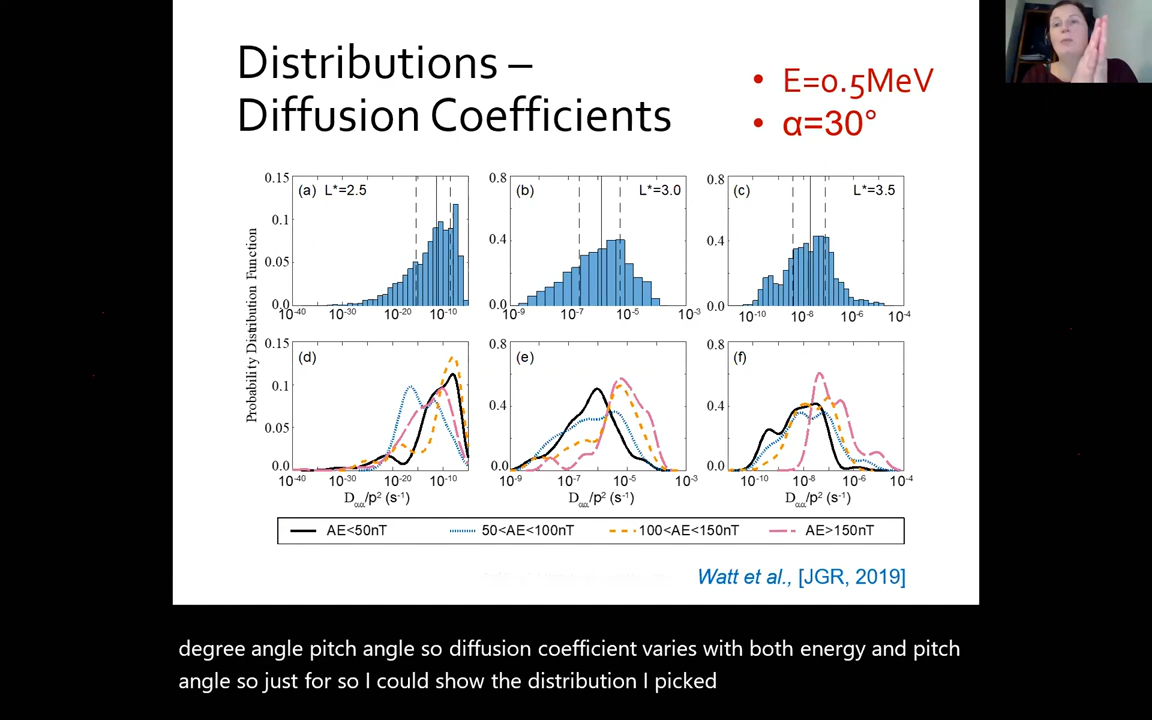 Distributions –
Diffusion Coefficients
• E=0.5MeV
• α=30°
Probability Distribution Function
(a) L*=2.5
0.15
0.1
0.05
0.0
10-40 10-30 10-20 10-10
(b) L*=3.0
0.8
0.4
0.0
10-9 10-7 10-5 10-3
(c) L*=3.5
0.8
0.4
0.0
10-10 10-8 10-6 10-4
(d)
0.15
0.1
0.05
0.0
10-40 10-30 10-20 10-10
Dαα/p2 (s-1)
(e)
0.8
0.4
0.0
10-9 10-7 10-5 10-3
Dαα/p2 (s-1)
(f)
0.8
0.4
0.0
10-10 10-8 10-6 10-4
Dαα/p2 (s-1)
AE<50nT 50<AE<100nT 100<AE<150nT AE>150nT
Watt et al., [JGR, 2019]
degree angle pitch angle so diffusion coefficient varies with both energy and pitch
angle so just for so I could show the distribution I picked